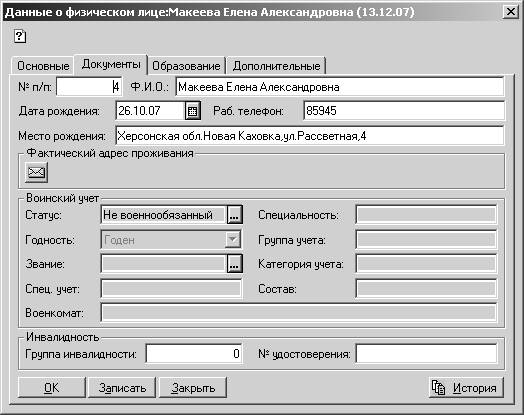 Данные о физическом лице:Макеева Елена Александровна (13.12.07)
Основные Документы Образование Дополнительные
№ п/п: 4 Ф.И.О.: Макеева Елена Александровна
Дата рождения: 26.10.07 Раб. телефон: 85945
Место рождения: Херсонская обл.Новая Каховка,ул.Рассветная,4
Фактический адрес проживания
Воинский учет
Статус: Не военнообязанный ... Специальность:
Годность: Годен Группа учета:
Звание: ... Категория учета:
Спец. учет: Состав:
Военкомат:
Инвалидность
Группа инвалидности: 0 № удостоверения:
OK Записать Закрыть История